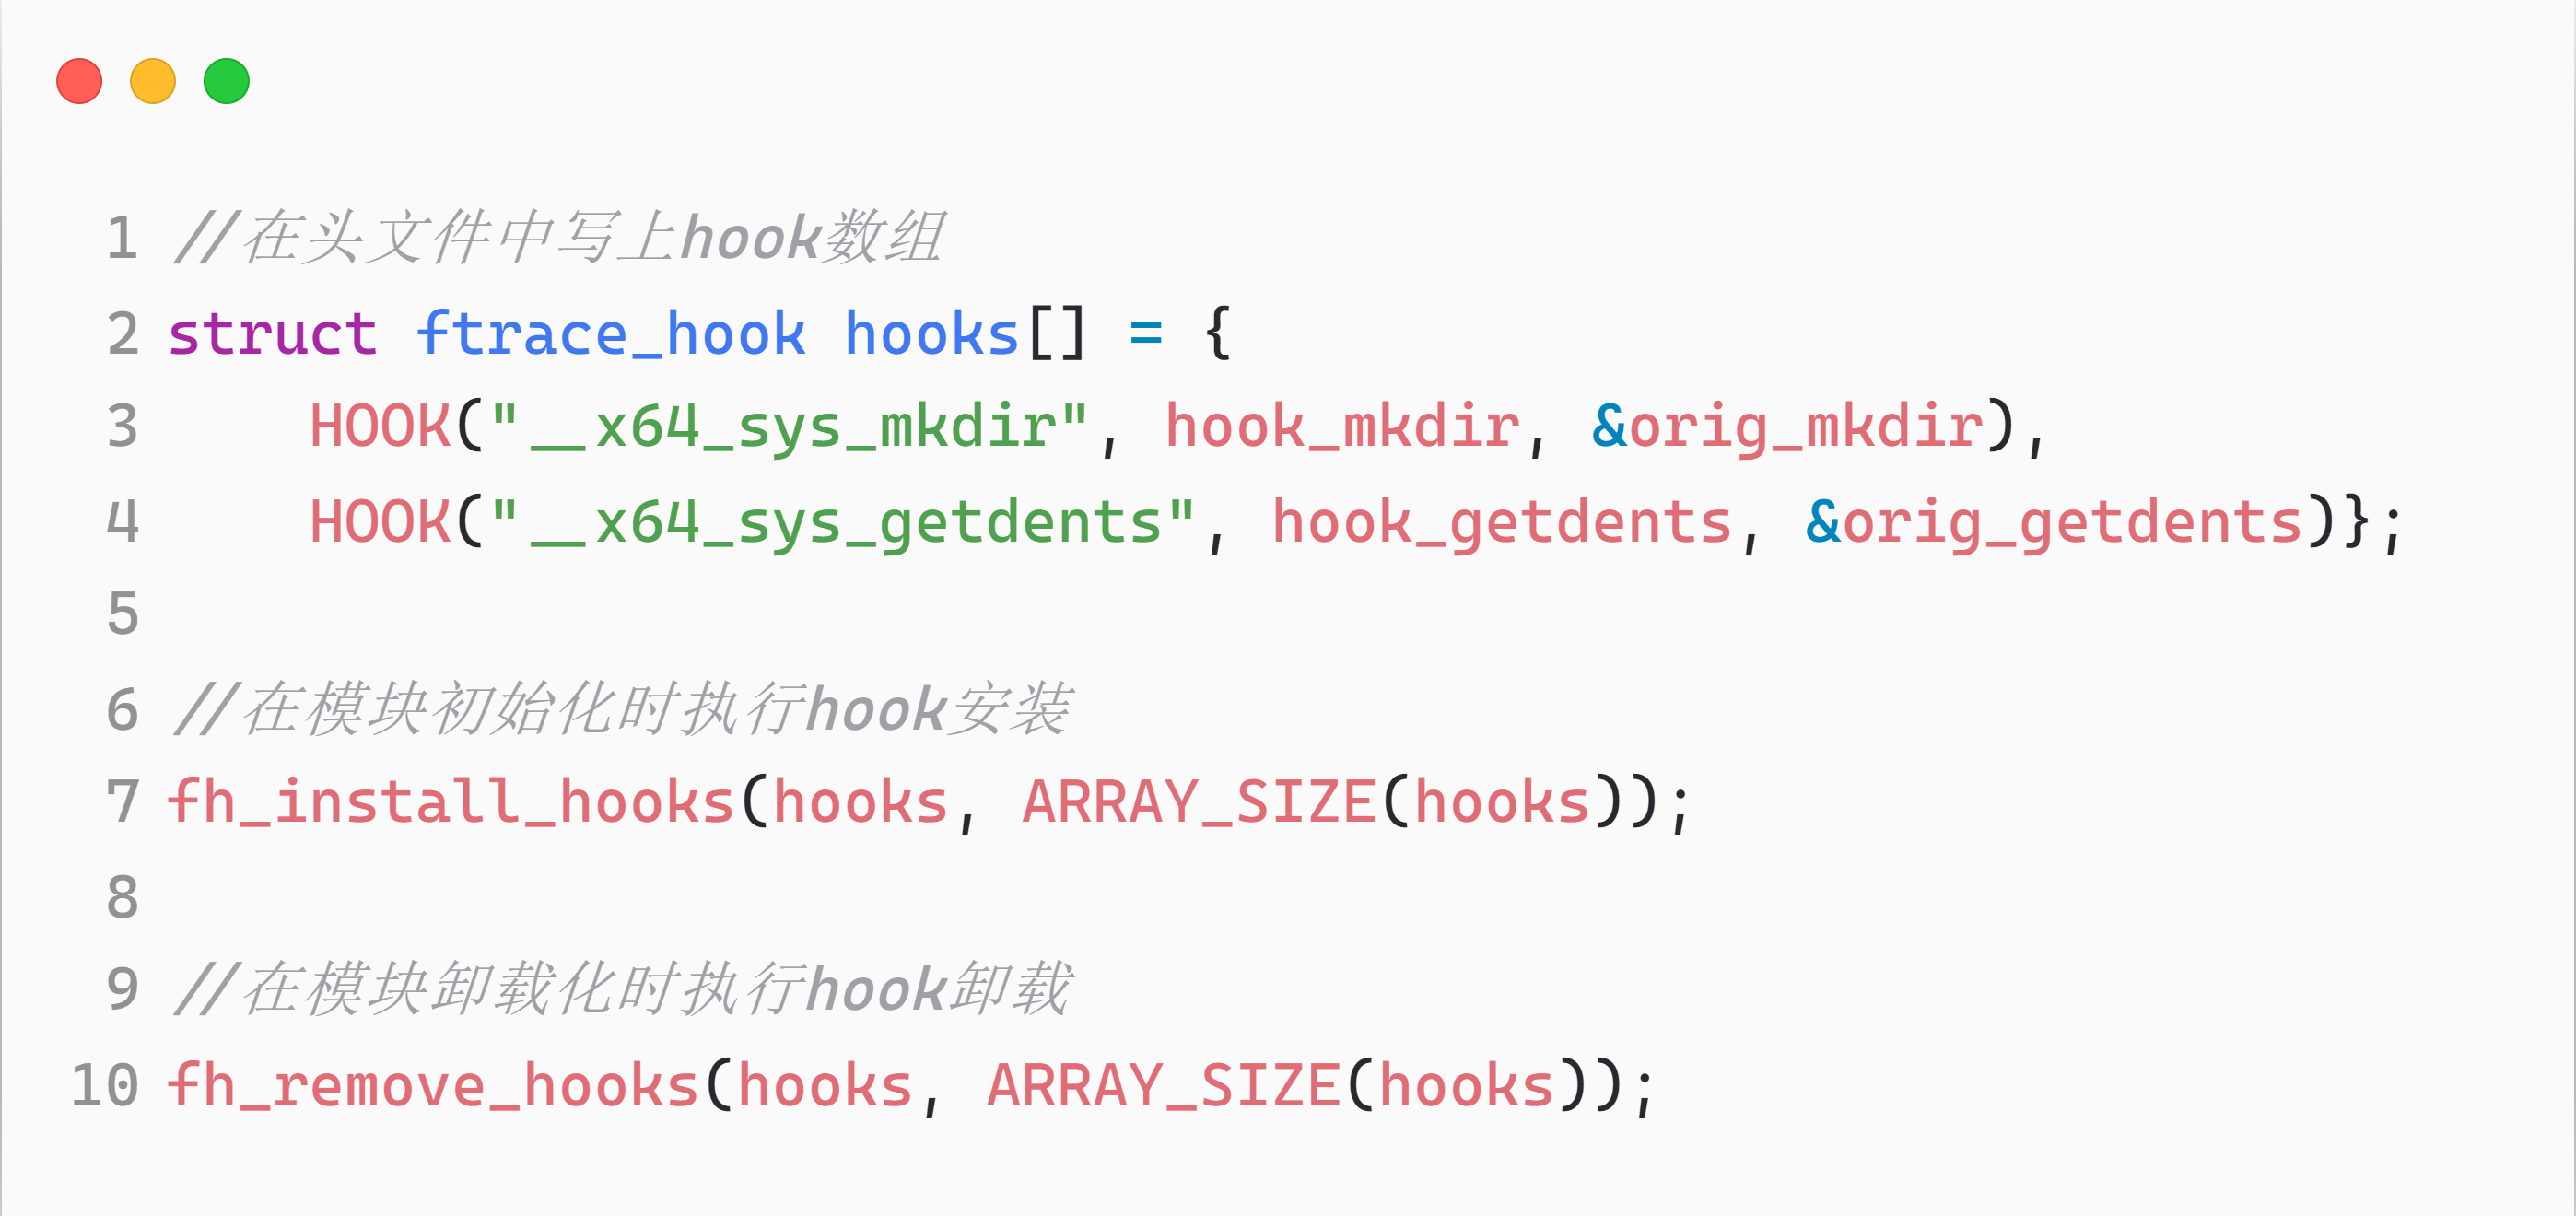 1 //在头文件中写上hook数组
2 struct ftrace_hook hooks[] = {
3     HOOK("__x64_sys_mkdir", hook_mkdir, &orig_mkdir),
4     HOOK("__x64_sys_getdents", hook_getdents, &orig_getdents)};
5
6 //在模块初始化时执行hook安装
7 fh_install_hooks(hooks, ARRAY_SIZE(hooks));
8
9 //在模块卸载化时执行hook卸载
10 fh_remove_hooks(hooks, ARRAY_SIZE(hooks));